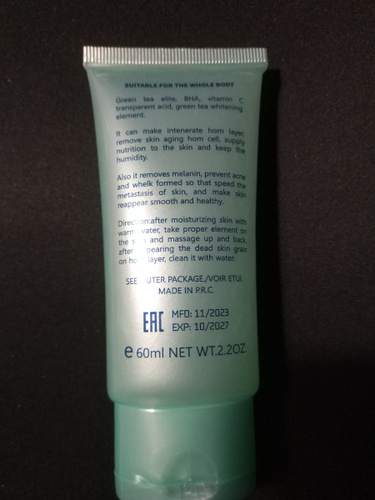 SUITABLE FOR THE WHOLE BODY
Green tea elite, BHA, vitamin C
transparent acid, green tea whitening
element.
It can make intenerate horn layer,
remove skin aging horn cell, supply
nutrition to the skin and keep the
humidity.
Also it removes melanin, prevent acne
and whelk formed so that speed the
metastasis of skin, and make skin
reappear smooth and healthy.
Direction:after moisturizing skin with
warm water, take proper element on
the and massage up and back,
after the dead skin grain
on layer, clean it with water.
SEE OUTER PACKAGE/VOIR ETUI.
MADE IN P.R.C.
EAC MFD: 11/2023
EXP: 10/2027
e 60ml NET WT.2.2OZ.